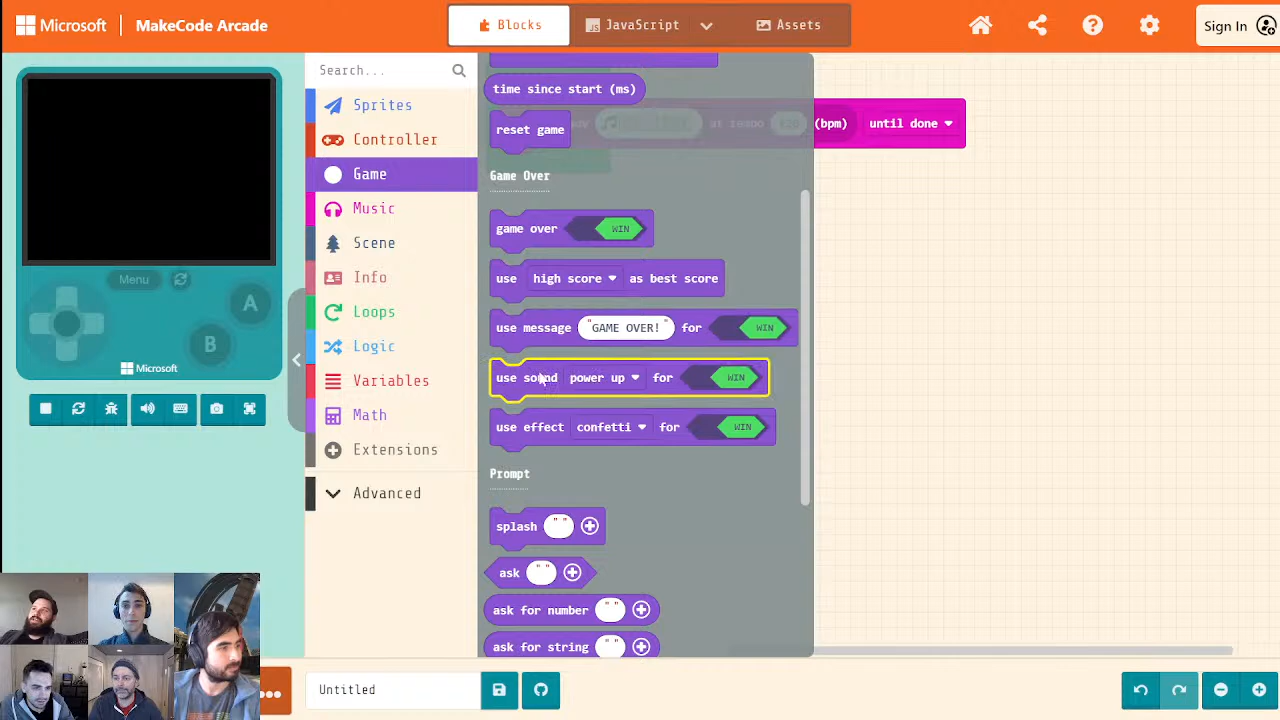 Microsoft | MakeCode Arcade
Blocks
JavaScript
Assets
Sign In
Menu
A
B
Microsoft
Search...
Sprites
Controller
Game
Music
Scene
Info
Loops
Logic
Variables
Math
Extensions
Advanced
time since start (ms)
reset game
at tempo
(bpm) until done
Game Over
game over WIN
use high score as best score
use message "GAME OVER!" for WIN
use sound power up for WIN
use effect confetti for WIN
Prompt
splash " "
ask " "
ask for number " "
ask for string " "
Untitled